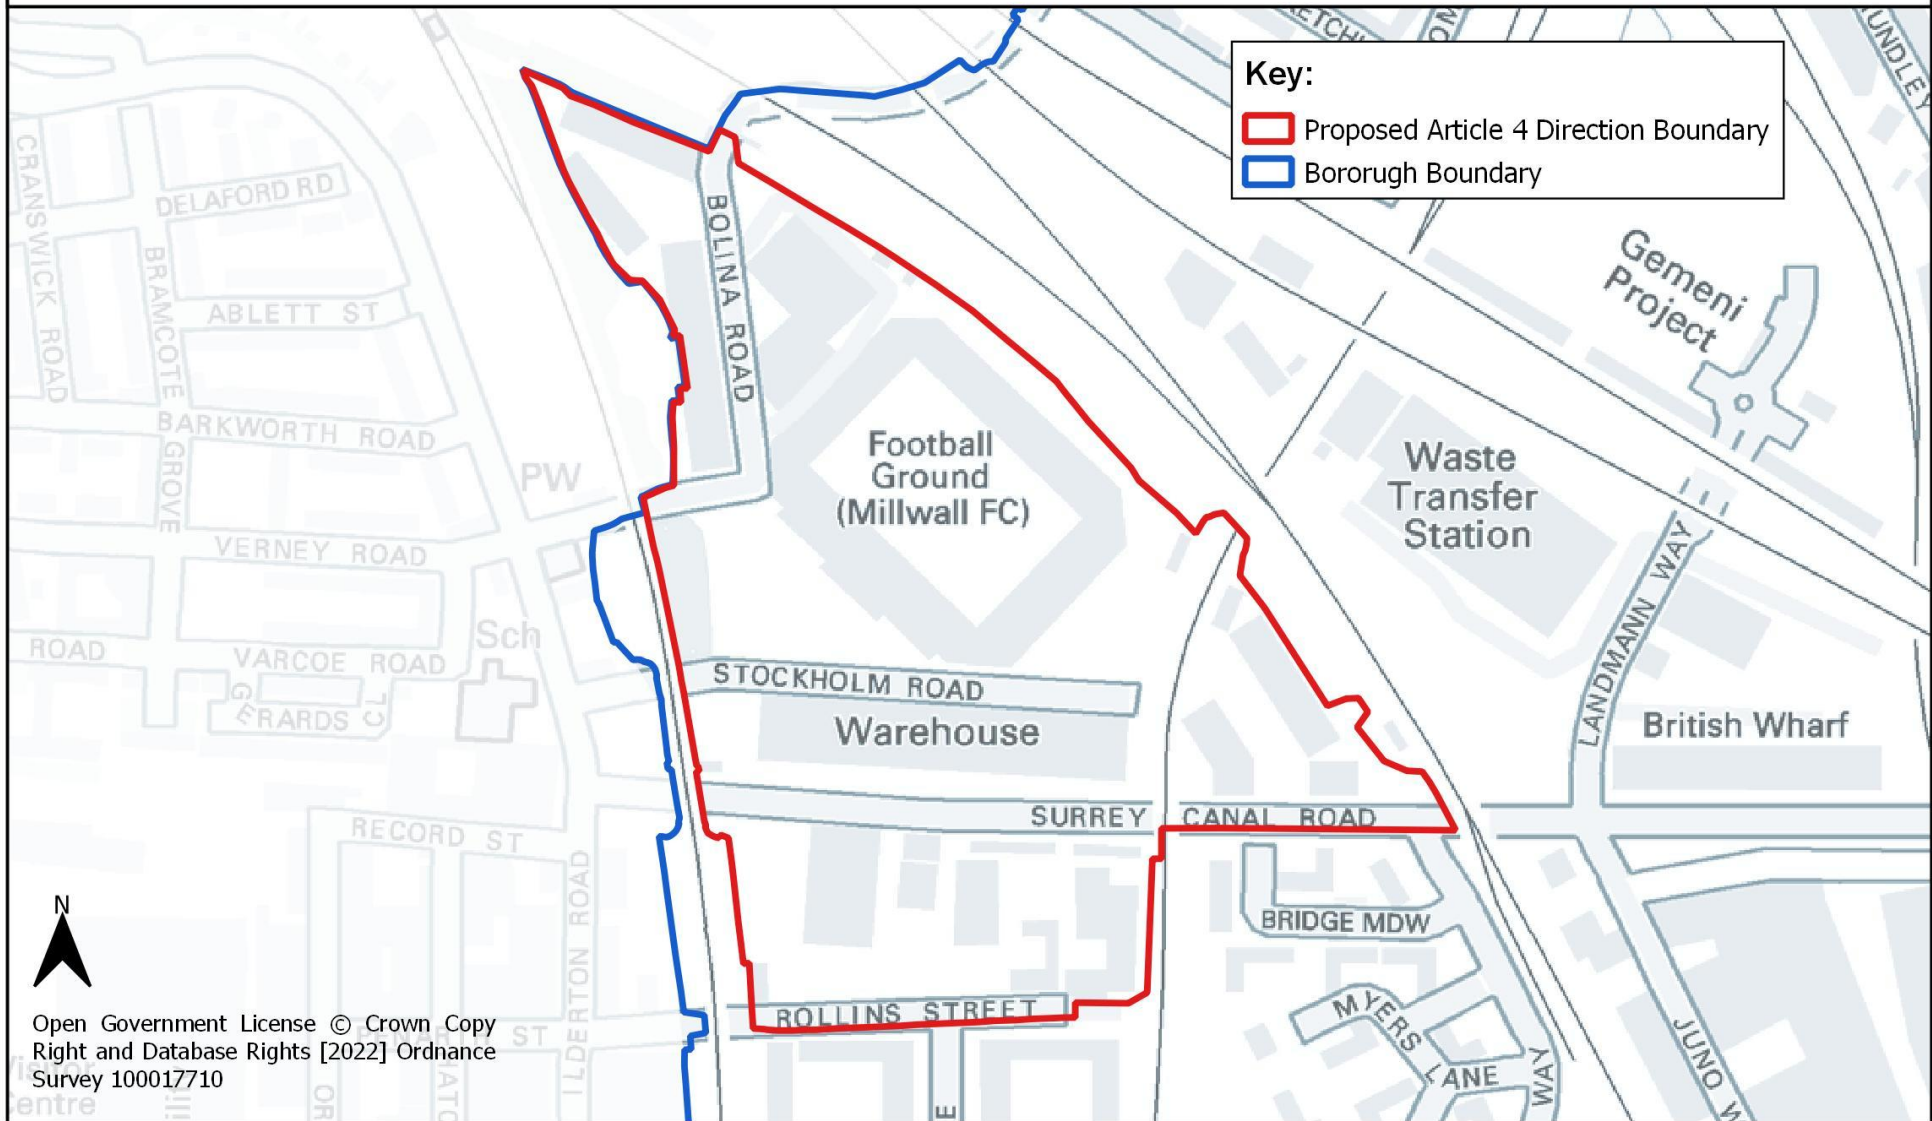 Key:
Proposed Article 4 Direction Boundary
Bororugh Boundary
CRANSWICK ROAD
DELAFORD RD
BRAMCOTE GROVE
ABLETT ST
BARKWORTH ROAD
BOLINA ROAD
Gemeni
Project
PW
Football
Ground
(Millwall FC)
Waste
Transfer
Station
VERNEY ROAD
LANDMANN WAY
Sch
ROAD
VARCOE ROAD
GERARDS CL
STOCKHOLM ROAD
Warehouse
British Wharf
SURREY CANAL ROAD
RECORD ST
ILDERTON ROAD
BRIDGE MDW
MYERS LANE
WAY
JUNO
ROLLINS STREET
PENARTH ST
N
Open Government License © Crown Copy
Right and Database Rights [2022] Ordnance
Survey 100017710